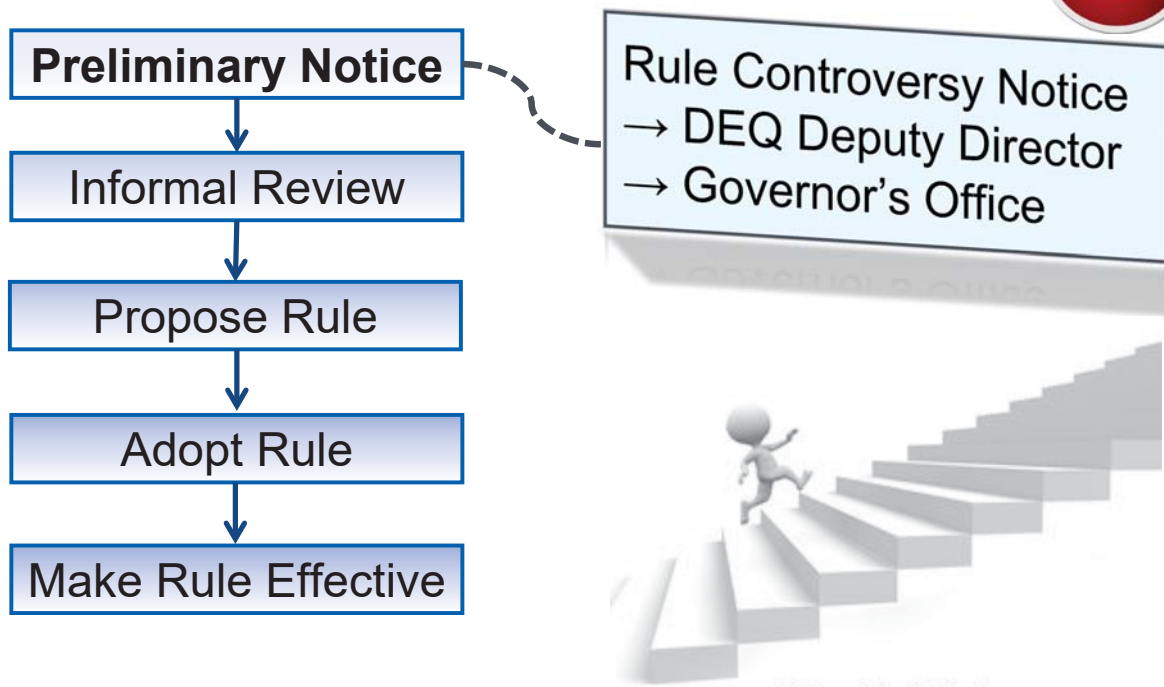 Preliminary Notice
Informal Review
Propose Rule
Adopt Rule
Make Rule Effective
Rule Controversy Notice
→ DEQ Deputy Director
→ Governor's Office